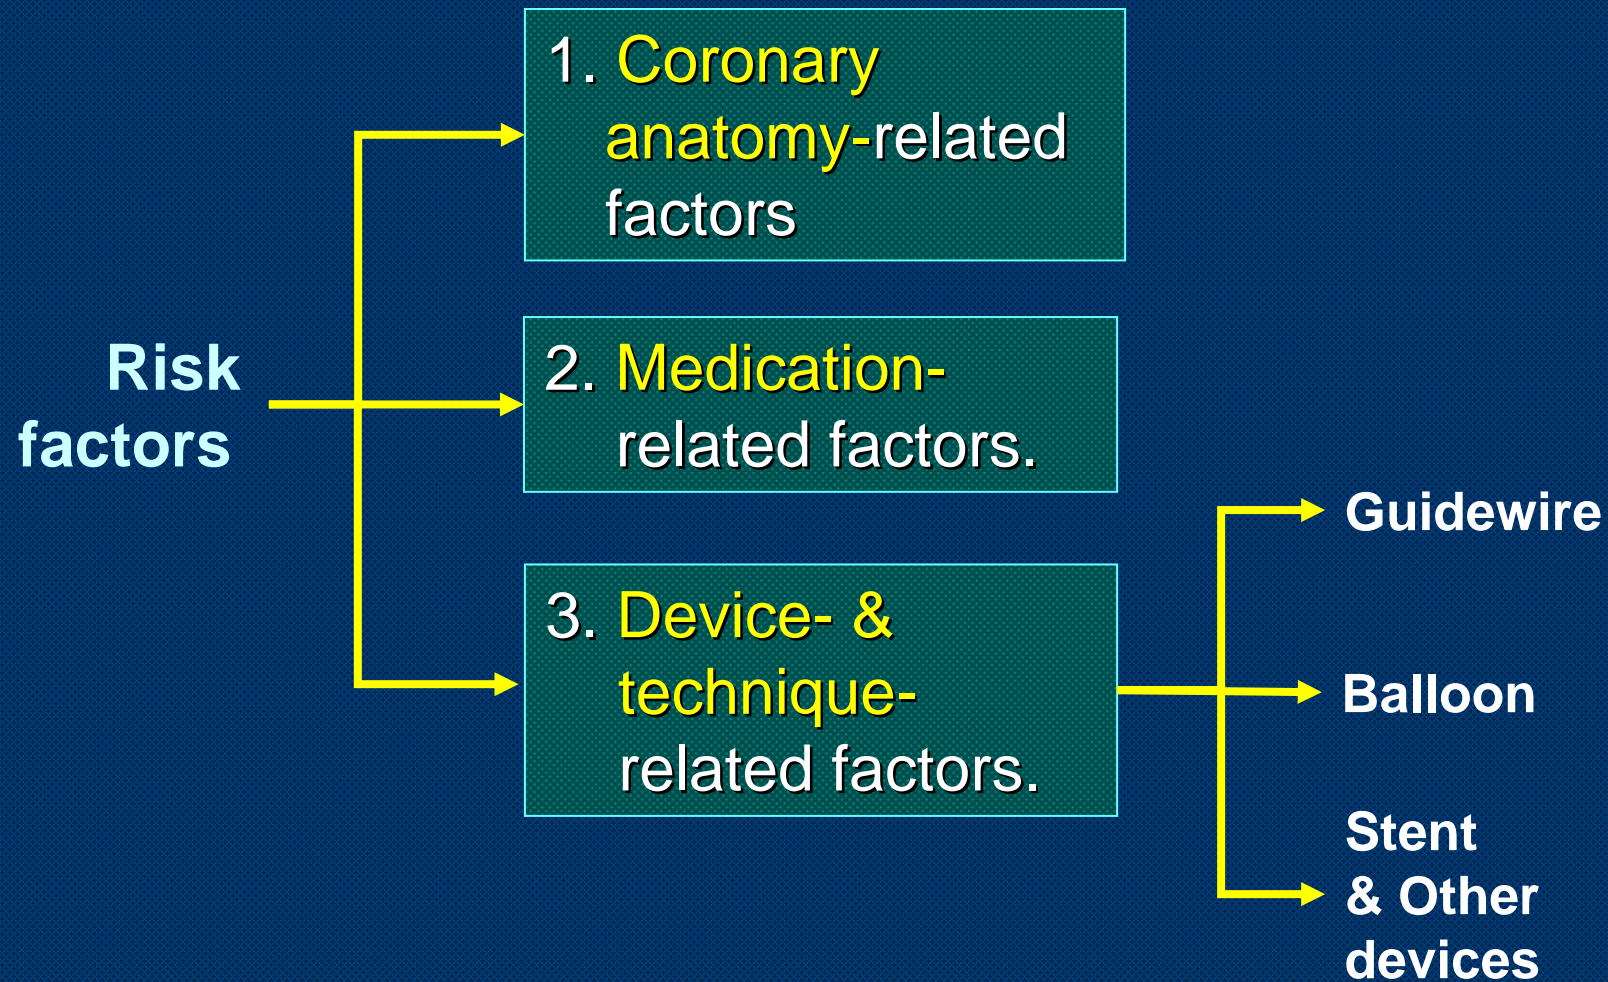 Risk
factors
1. Coronary
anatomy-related
factors
2. Medication-
related factors.
3. Device- &
technique-
related factors.
Guidewire
Balloon
Stent
& Other
devices